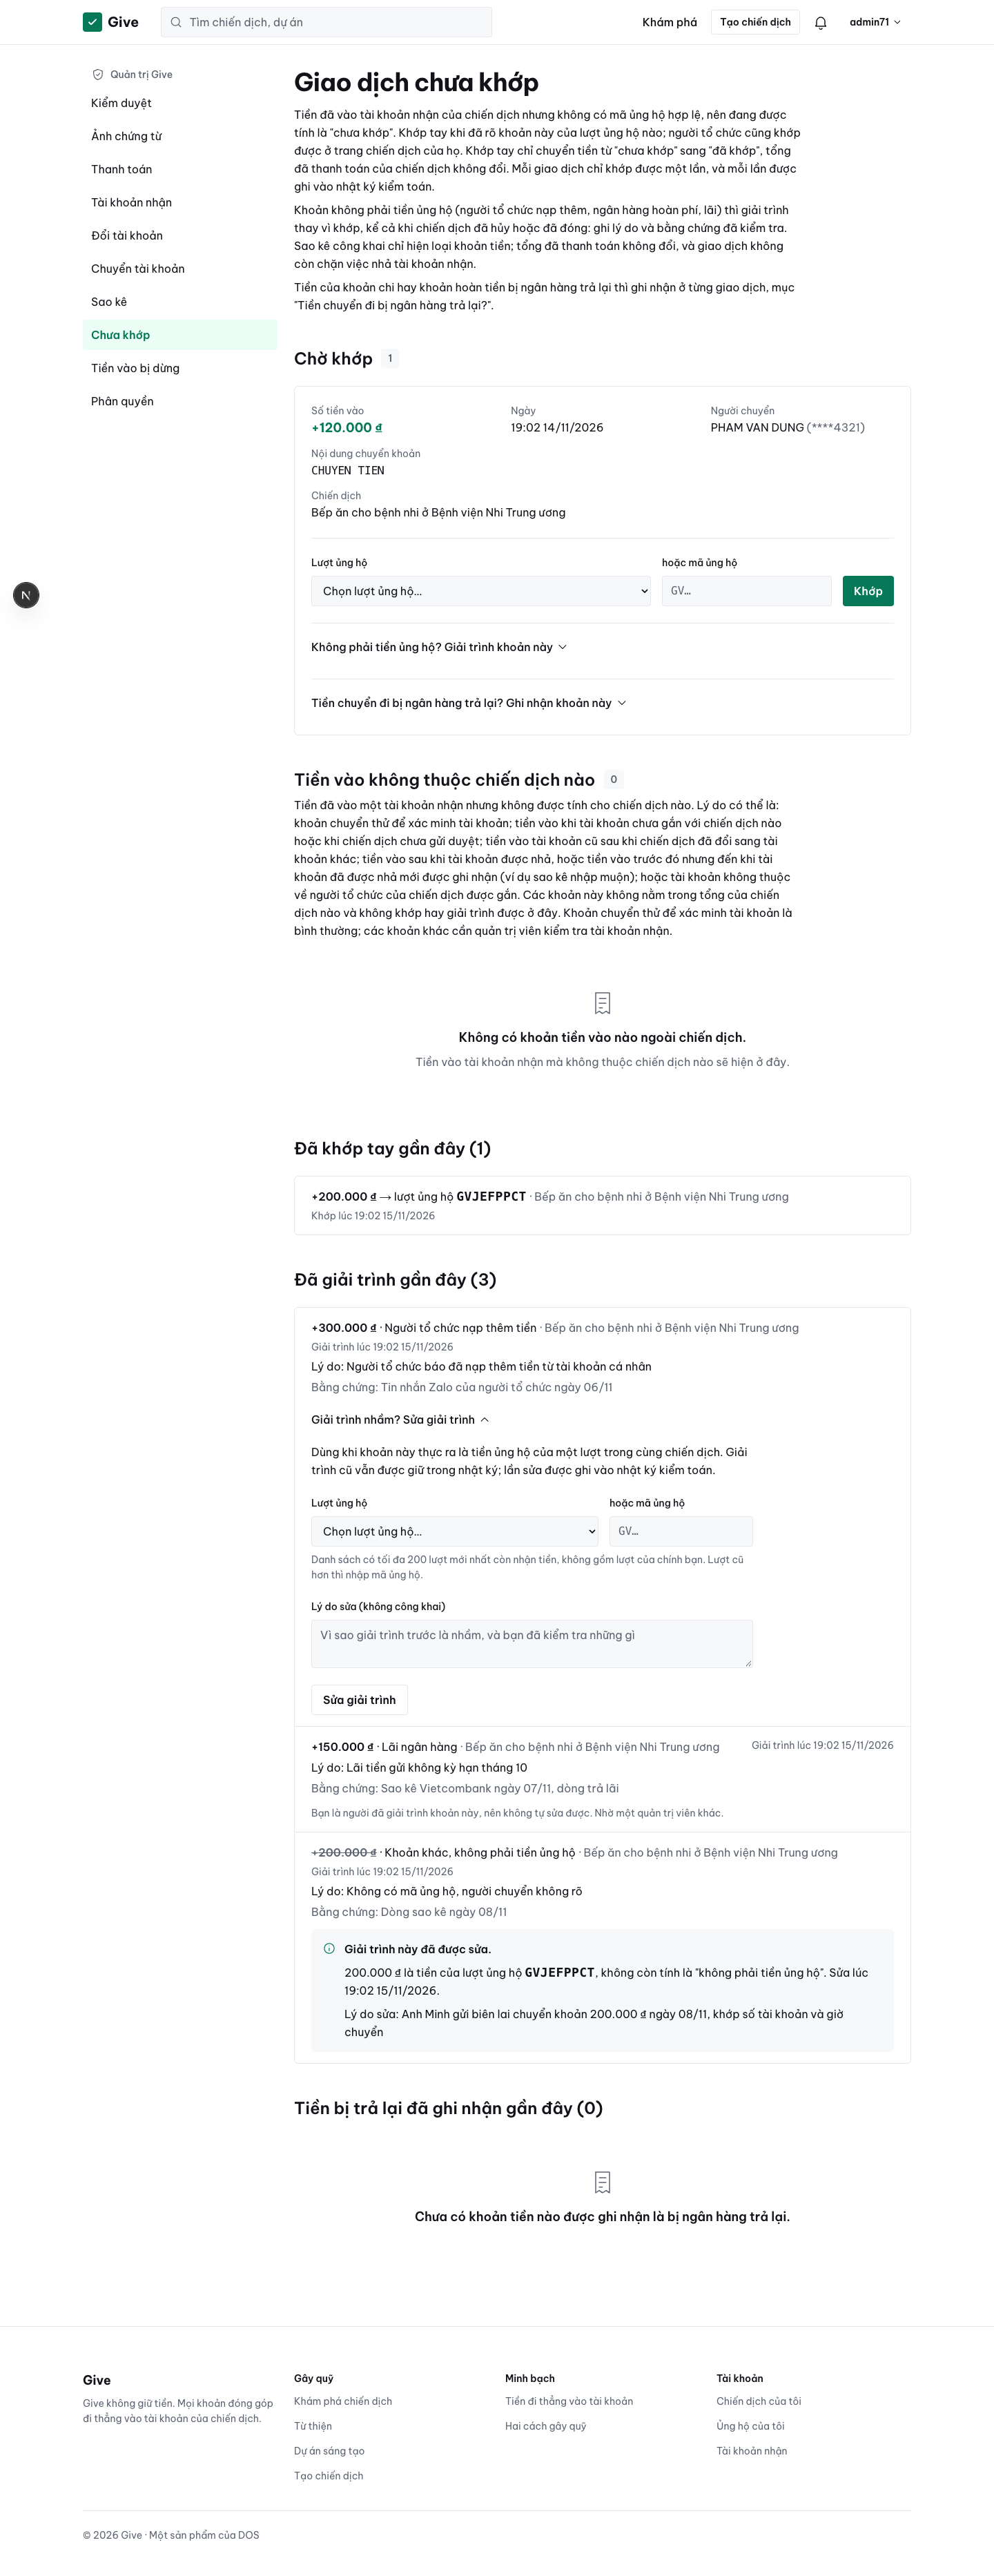 Give
Tìm chiến dịch, dự án
Khám phá
Tạo chiến dịch
admin71
Quản trị Give
Kiểm duyệt
Ảnh chứng từ
Thanh toán
Tài khoản nhận
Đổi tài khoản
Chuyển tài khoản
Sao kê
Chưa khớp
Tiền vào bị dừng
Phân quyền
Giao dịch chưa khớp
Tiền đã vào tài khoản nhận của chiến dịch nhưng không có mã ủng hộ hợp lệ, nên đang được
tính là "chưa khớp". Khớp tay khi đã rõ khoản này của lượt ủng hộ nào; người tổ chức cũng khớp
được ở trang chiến dịch của họ. Khớp tay chỉ chuyển tiền từ "chưa khớp" sang "đã khớp", tổng
đã thanh toán của chiến dịch không đổi. Mỗi giao dịch chỉ khớp được một lần, và mỗi lần được
ghi vào nhật ký kiểm toán.
Khoản không phải tiền ủng hộ (người tổ chức nạp thêm, ngân hàng hoàn phí, lãi) thì giải trình
thay vì khớp, kể cả khi chiến dịch đã hủy hoặc đã đóng: ghi lý do và bằng chứng đã kiểm tra.
Sao kê công khai chỉ hiện loại khoản tiền; tổng đã thanh toán không đổi, và giao dịch không
còn chặn việc nhả tài khoản nhận.
Tiền của khoản chi hay khoản hoàn tiền bị ngân hàng trả lại thì ghi nhận ở từng giao dịch, mục
"Tiền chuyển đi bị ngân hàng trả lại?".
Chờ khớp 1
Số tiền vào
+120.000 ₫
Ngày
19:02 14/11/2026
Người chuyển
PHAM VAN DUNG (****4321)
Nội dung chuyển khoản
CHUYEN TIEN
Chiến dịch
Bếp ăn cho bệnh nhi ở Bệnh viện Nhi Trung ương
Lượt ủng hộ
hoặc mã ủng hộ
Chọn lượt ủng hộ…
GV…
Khớp
Không phải tiền ủng hộ? Giải trình khoản này
Tiền chuyển đi bị ngân hàng trả lại? Ghi nhận khoản này
Tiền vào không thuộc chiến dịch nào 0
Tiền đã vào một tài khoản nhận nhưng không được tính cho chiến dịch nào. Lý do có thể là:
khoản chuyển thử để xác minh tài khoản; tiền vào khi tài khoản chưa gắn với chiến dịch nào
hoặc khi chiến dịch chưa gửi duyệt; tiền vào tài khoản cũ sau khi chiến dịch đã đổi sang tài
khoản khác; tiền vào sau khi tài khoản được nhả, hoặc tiền vào trước đó nhưng đến khi tài
khoản đã được nhả mới được ghi nhận (ví dụ sao kê nhập muộn); hoặc tài khoản không thuộc
về người tổ chức của chiến dịch được gắn. Các khoản này không nằm trong tổng của chiến
dịch nào và không khớp hay giải trình được ở đây. Khoản chuyển thử để xác minh tài khoản là
bình thường; các khoản khác cần quản trị viên kiểm tra tài khoản nhận.
Không có khoản tiền vào nào ngoài chiến dịch.
Tiền vào tài khoản nhận mà không thuộc chiến dịch nào sẽ hiện ở đây.
Đã khớp tay gần đây (1)
+200.000 ₫ → lượt ủng hộ GVJEFPPCT · Bếp ăn cho bệnh nhi ở Bệnh viện Nhi Trung ương
Khớp lúc 19:02 15/11/2026
Đã giải trình gần đây (3)
+300.000 ₫ · Người tổ chức nạp thêm tiền · Bếp ăn cho bệnh nhi ở Bệnh viện Nhi Trung ương
Giải trình lúc 19:02 15/11/2026
Lý do: Người tổ chức báo đã nạp thêm tiền từ tài khoản cá nhân
Bằng chứng: Tin nhắn Zalo của người tổ chức ngày 06/11
Giải trình nhầm? Sửa giải trình
Dùng khi khoản này thực ra là tiền ủng hộ của một lượt trong cùng chiến dịch. Giải
trình cũ vẫn được giữ trong nhật ký; lần sửa được ghi vào nhật ký kiểm toán.
Lượt ủng hộ
hoặc mã ủng hộ
Chọn lượt ủng hộ…
GV…
Danh sách có tối đa 200 lượt mới nhất còn nhận tiền, không gồm lượt của chính bạn. Lượt cũ
hơn thì nhập mã ủng hộ.
Lý do sửa (không công khai)
Vì sao giải trình trước là nhầm, và bạn đã kiểm tra những gì
Sửa giải trình
+150.000 ₫ · Lãi ngân hàng · Bếp ăn cho bệnh nhi ở Bệnh viện Nhi Trung ương
Giải trình lúc 19:02 15/11/2026
Lý do: Lãi tiền gửi không kỳ hạn tháng 10
Bằng chứng: Sao kê Vietcombank ngày 07/11, dòng trả lãi
Bạn là người đã giải trình khoản này, nên không tự sửa được. Nhờ một quản trị viên khác.
+200.000 ₫ · Khoản khác, không phải tiền ủng hộ · Bếp ăn cho bệnh nhi ở Bệnh viện Nhi Trung ương
Giải trình lúc 19:02 15/11/2026
Lý do: Không có mã ủng hộ, người chuyển không rõ
Bằng chứng: Dòng sao kê ngày 08/11
Giải trình này đã được sửa.
200.000 ₫ là tiền của lượt ủng hộ GVJEFPPCT, không còn tính là "không phải tiền ủng hộ". Sửa lúc
19:02 15/11/2026.
Lý do sửa: Anh Minh gửi biên lai chuyển khoản 200.000 ₫ ngày 08/11, khớp số tài khoản và giờ
chuyển
Tiền bị trả lại đã ghi nhận gần đây (0)
Chưa có khoản tiền nào được ghi nhận là bị ngân hàng trả lại.
Give
Give không giữ tiền. Mọi khoản đóng góp
đi thẳng vào tài khoản của chiến dịch.
Gây quỹ
Khám phá chiến dịch
Từ thiện
Dự án sáng tạo
Tạo chiến dịch
Minh bạch
Tiền đi thẳng vào tài khoản
Hai cách gây quỹ
Tài khoản
Chiến dịch của tôi
Ủng hộ của tôi
Tài khoản nhận
© 2026 Give · Một sản phẩm của DOS